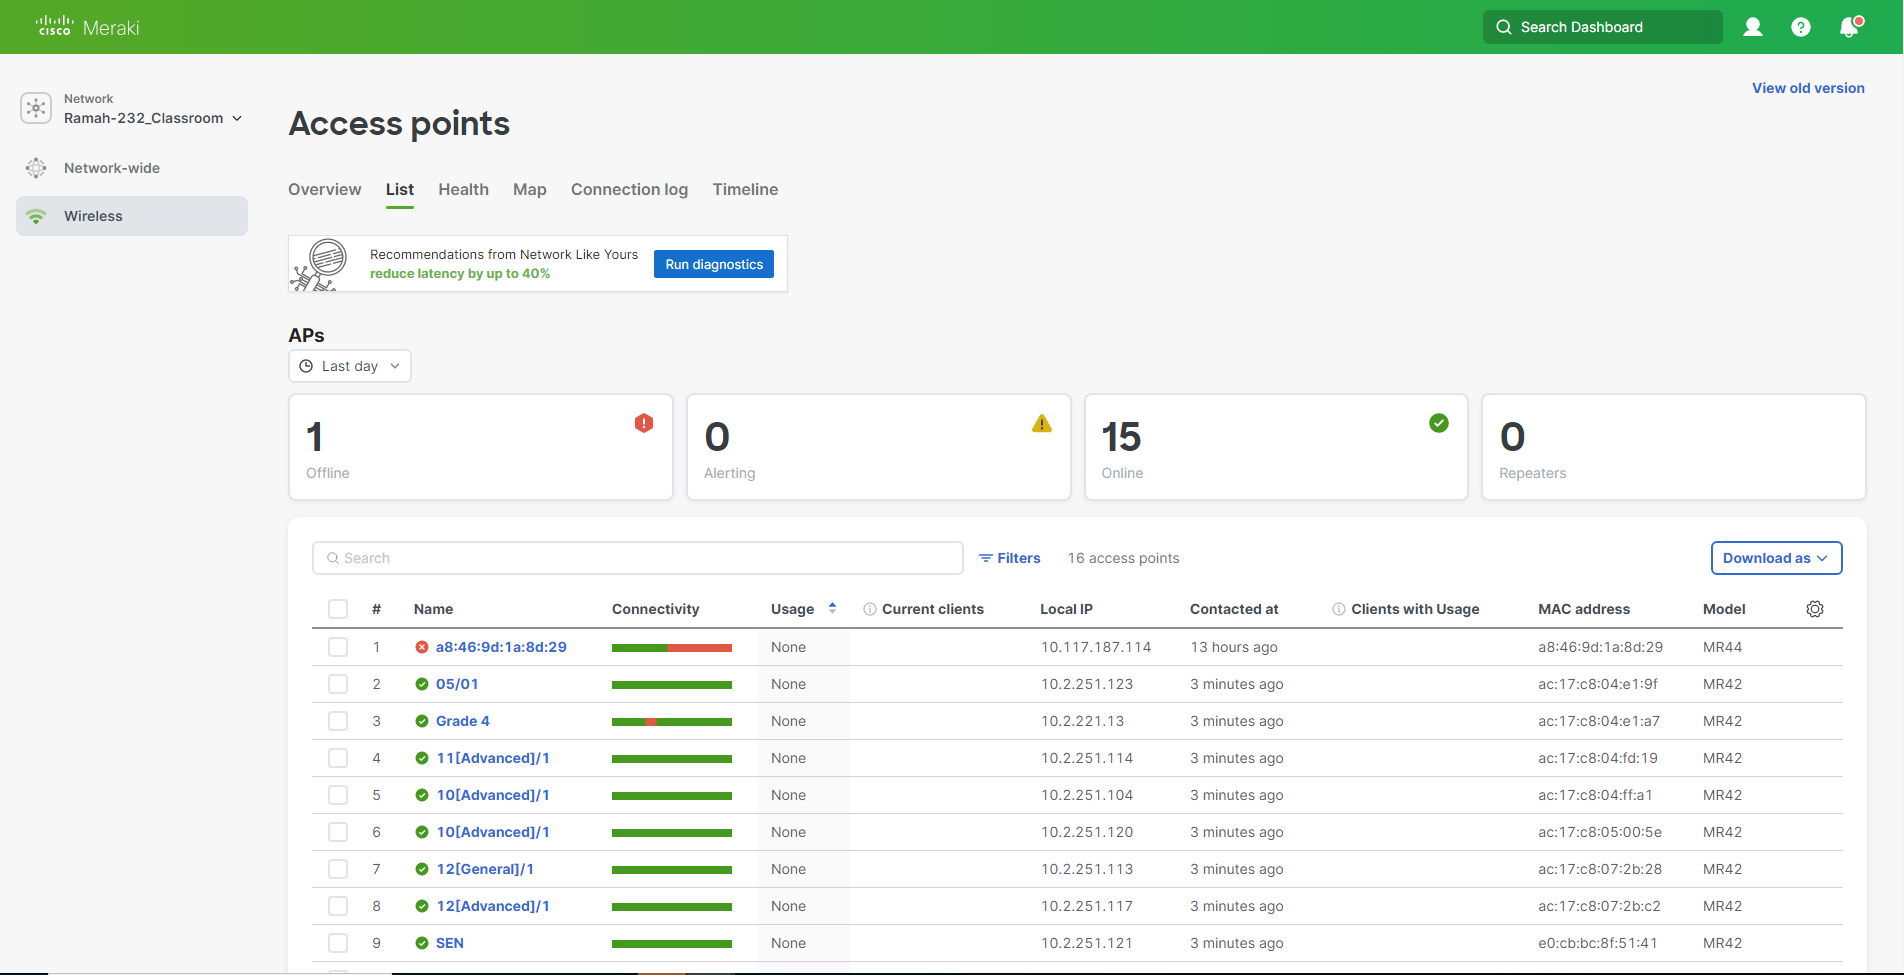 cisco Meraki
Search Dashboard
View old version
Network
Ramah-232_Classroom
Network-wide
Wireless
Access points
Overview List Health Map Connection log Timeline
Recommendations from Network Like Yours
reduce latency by up to 40%
Run diagnostics
APs
Last day
1
Offline
0
Alerting
15
Online
0
Repeaters
Search
Filters
16 access points
Download as
# Name Connectivity Usage Current clients Local IP Contacted at Clients with Usage MAC address Model
1 a8:46:9d:1a:8d:29 None 10.117.187.114 13 hours ago a8:46:9d:1a:8d:29 MR44
2 05/01 None 10.2.251.123 3 minutes ago ac:17:c8:04:e1:9f MR42
3 Grade 4 None 10.2.221.13 3 minutes ago ac:17:c8:04:e1:a7 MR42
4 11[Advanced]/1 None 10.2.251.114 3 minutes ago ac:17:c8:04:fd:19 MR42
5 10[Advanced]/1 None 10.2.251.104 3 minutes ago ac:17:c8:04:ff:a1 MR42
6 10[Advanced]/1 None 10.2.251.120 3 minutes ago ac:17:c8:05:00:5e MR42
7 12[General]/1 None 10.2.251.113 3 minutes ago ac:17:c8:07:2b:28 MR42
8 12[Advanced]/1 None 10.2.251.117 3 minutes ago ac:17:c8:07:2b:c2 MR42
9 SEN None 10.2.251.121 3 minutes ago e0:cb:bc:8f:51:41 MR42